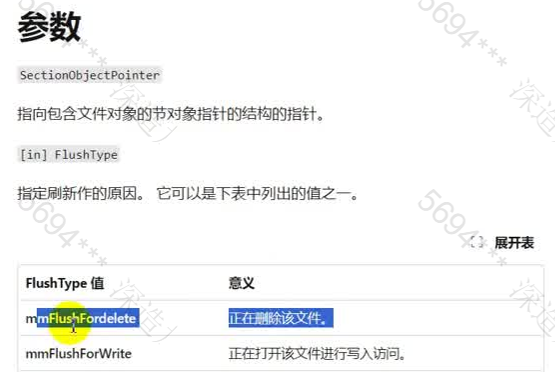 参数
SectionObjectPointer
指向包含文件对象的节对象指针的结构的指针。
[in] FlushType
指定刷新作的原因。 它可以是下表中列出的值之一。
展开表
FlushType 值 意义
mmFlushFordelete 正在删除该文件。
mmFlushForWrite 正在打开该文件进行写入访问。
5694***
深造)
5694***
深造)
5694***
深造)
5694***
深造)